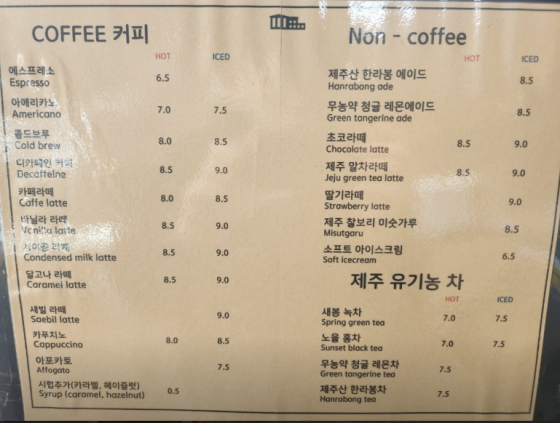 COFFEE 커피
HOT ICED
에스프레소
Espresso 6.5
아메리카노
Americano 7.0 7.5
콜드브루
Cold brew 8.0 8.5
디카페인 커피
Decaffeine 8.5 9.0
카페라떼
Caffe latte 8.0 8.5
바닐라 라떼
Vanilla latte 8.5 9.0
라떼
Condensed milk latte 8.5 9.0
달고나 라떼
Caramel latte 8.5 9.0
새빌 라떼
Saebil latte 9.0
카푸치노
Cappuccino 8.0 8.5
아포카토
Affogato 7.5
시럽추가(카라멜, 헤이즐럿)
Syrup (caramel, hazelnut) 0.5
Non - coffee
HOT ICED
제주산 한라봉 에이드
Hanrabong ade 8.5
무농약 청귤 레몬에이드
Green tangerine ade 8.5
초코라떼
Chocolate latte 8.5 9.0
제주 말차라떼
Jeju green tea latte 8.5 9.0
딸기라떼
Strawberry latte 9.0
제주 찰보리 미숫가루
Misutgaru 8.5
소프트 아이스크림
Soft icecream 6.5
제주 유기농 차
HOT ICED
새봄 녹차
Spring green tea 7.0 7.5
노을 홍차
Sunset black tea 7.0 7.5
무농약 청귤 레몬차
Green tangerine tea 7.5
제주산 한라봉차
Hanrabong tea 7.5